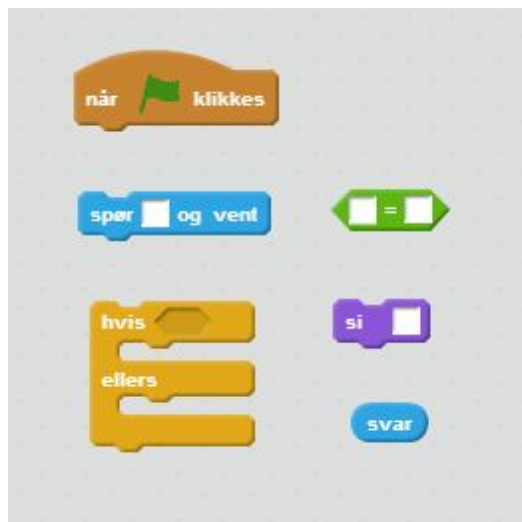 når klikkes
spør og vent
=
hvis
si
ellers
svar